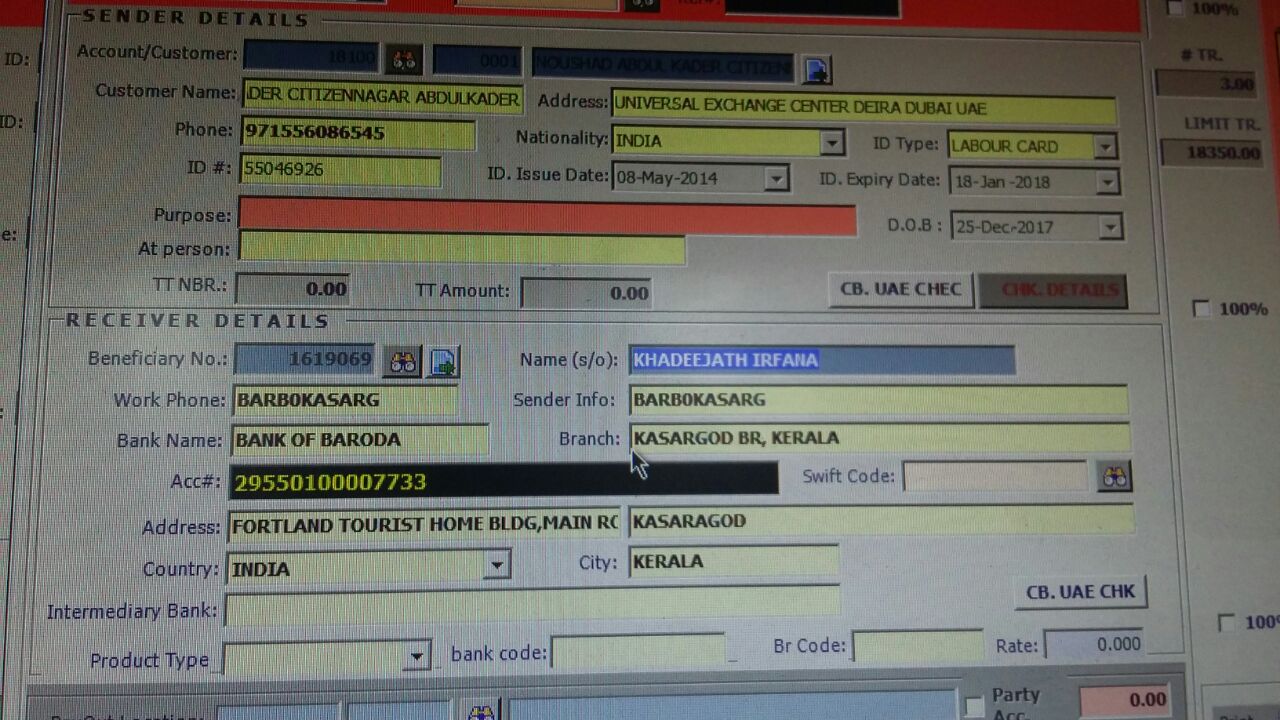 100%
SENDER DETAILS
ID:
Account/Customer: 18100 0001 NOUSHAD ABDUL KADER CITIZEN
# TR.
3.00
Customer Name: DER CITIZENNAGAR ABDULKADER Address: UNIVERSAL EXCHANGE CENTER DEIRA DUBAI UAE
ID:
Phone: 971556086545 Nationality: INDIA ID Type: LABOUR CARD
LIMIT TR.
18350.00
ID #: 55046926 ID. Issue Date: 08-May-2014 ID. Expiry Date: 18-Jan -2018
Purpose: D.O.B : 25-Dec-2017
e:
At person:
TT NBR.: 0.00 TT Amount: 0.00 CB. UAE CHEC CHK. DETAILS
100%
RECEIVER DETAILS
Beneficiary No.: 1619069 Name (s/o): KHADEEJATH IRFANA
Work Phone: BARB0KASARG Sender Info: BARB0KASARG
Bank Name: BANK OF BARODA Branch: KASARGOD BR, KERALA
Acc#: 29550100007733 Swift Code:
Address: FORTLAND TOURIST HOME BLDG,MAIN RO KASARAGOD
Country: INDIA City: KERALA
Intermediary Bank: CB. UAE CHK
100%
Product Type bank code: Br Code: Rate: 0.000
Party
Acc. 0.00